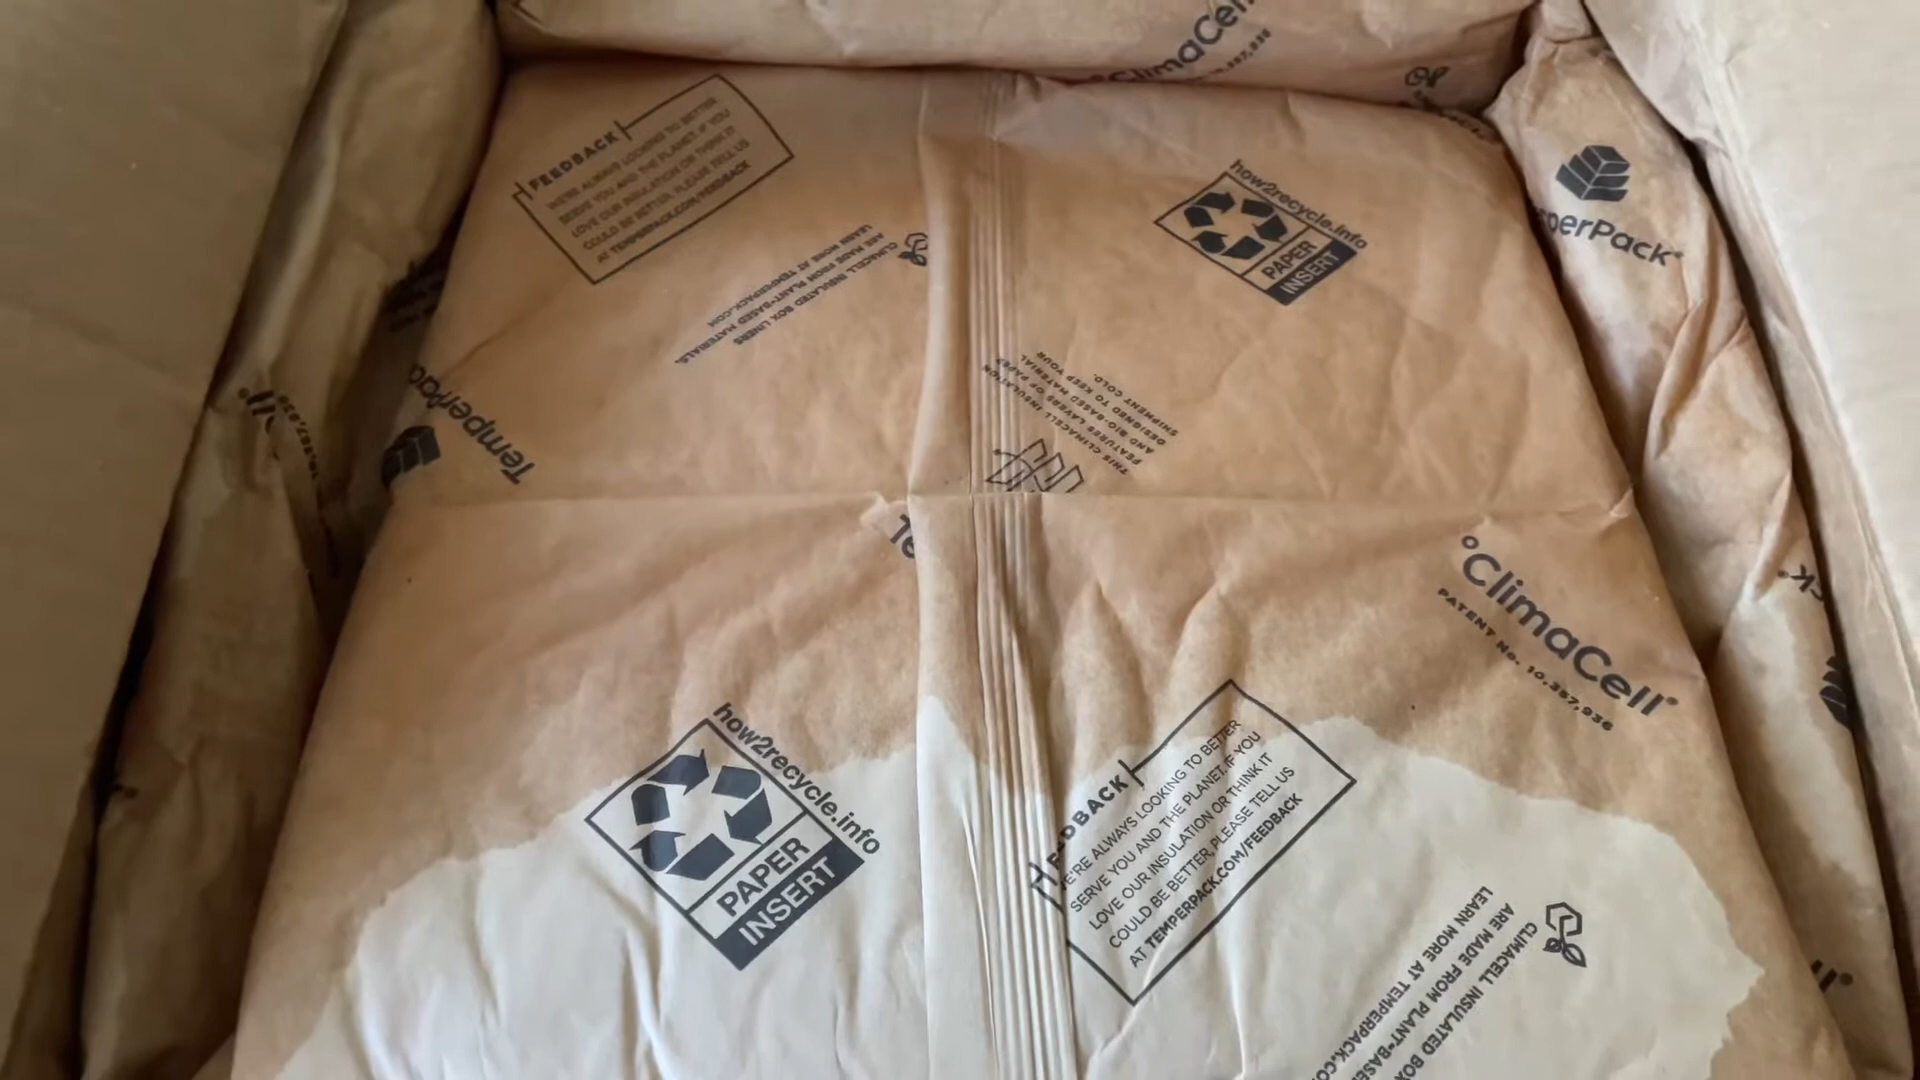 °ClimaCell
FEEDBACK
WE'RE ALWAYS LOOKING TO BETTER
SERVE YOU AND THE PLANET. IF YOU
LOVE OUR INSULATION OR THINK IT
COULD BE BETTER, PLEASE TELL US
AT TEMPERPACK.COM/FEEDBACK
how2recycle.info
PAPER
INSERT
perPack
CLIMACELL INSULATED BOX LINERS
ARE MADE FROM PLANT-BASED MATERIALS.
LEARN MORE AT TEMPERPACK.COM
THIS CLIMACELL INSULATION
FEATURES LAYERS OF PAPER
AND BIO-BASED MATERIAL
DESIGNED TO KEEP YOUR
SHIPMENT COLD.
TemperPac
°ClimaCell
PATENT No. 10,357,936
how2recycle.info
PAPER
INSERT
FEEDBACK
WE'RE ALWAYS LOOKING TO BETTER
SERVE YOU AND THE PLANET. IF YOU
LOVE OUR INSULATION OR THINK IT
COULD BE BETTER, PLEASE TELL US
AT TEMPERPACK.COM/FEEDBACK
CLIMACELL INSULATED BOX
ARE MADE FROM PLANT-BASE
LEARN MORE AT TEMPERPACK.CO